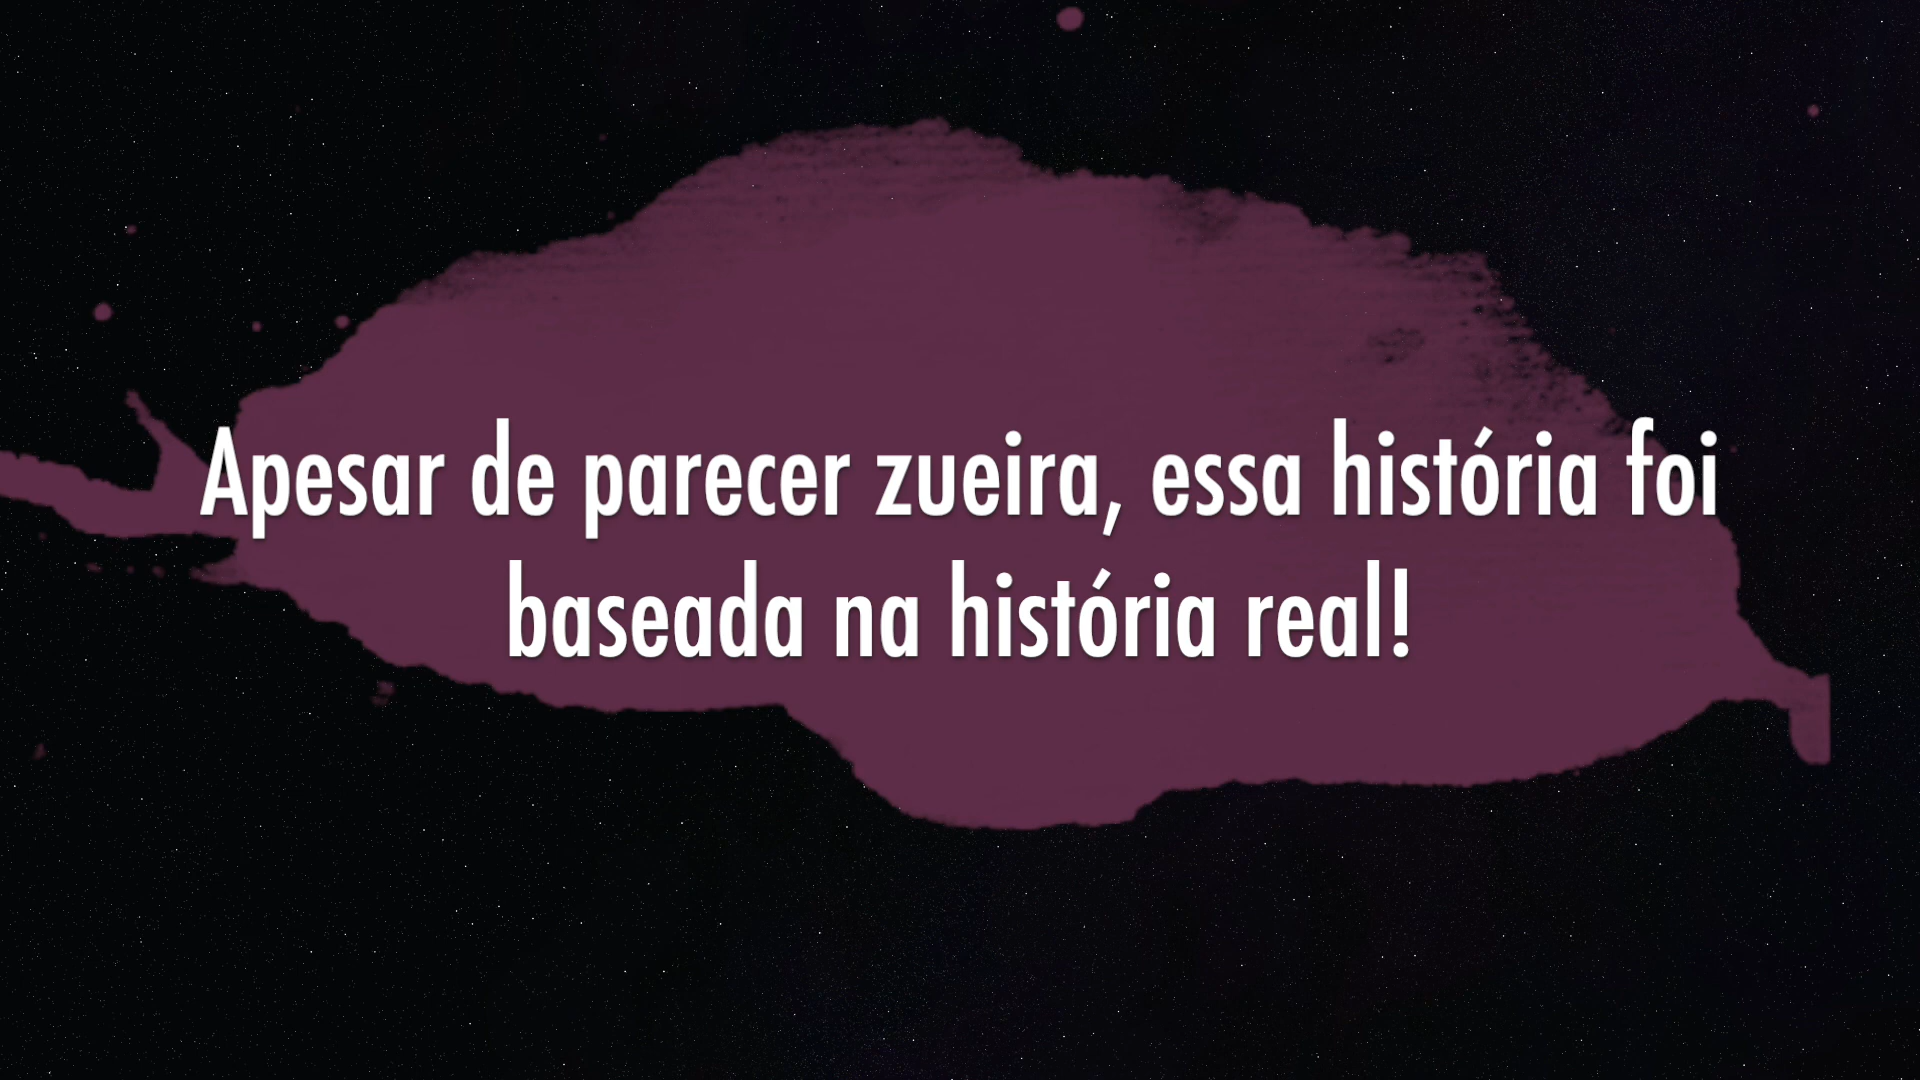 Apesar de parecer zueira, essa história foi
baseada na história real!